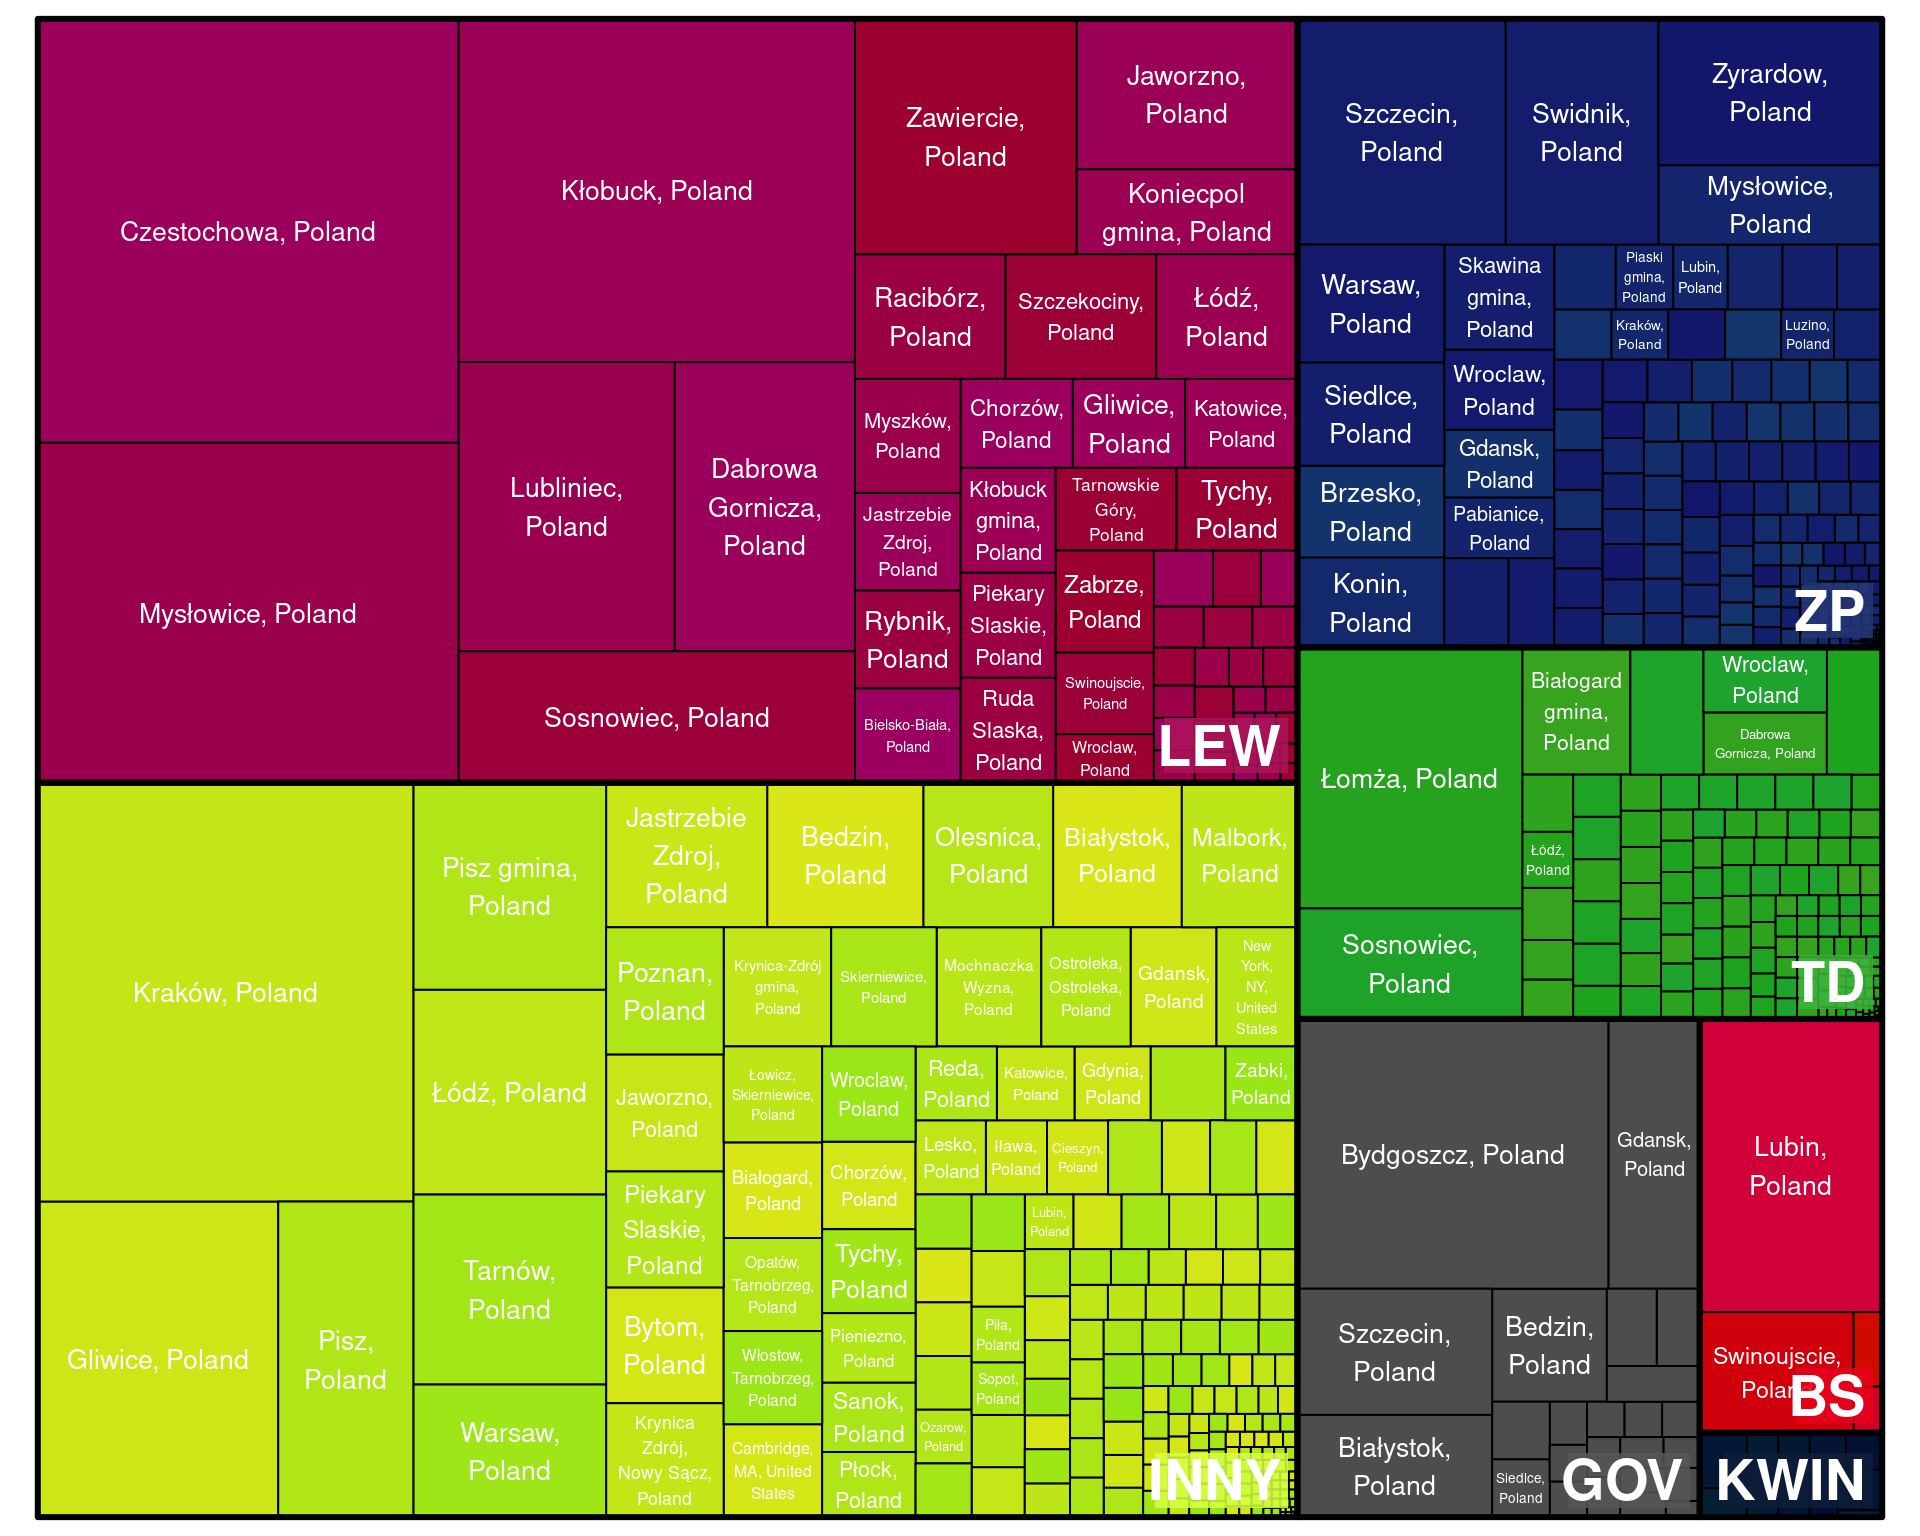 Czestochowa, Poland
Mysłowice, Poland
Kłobuck, Poland
Lubliniec,
Poland
Dabrowa
Gornicza,
Poland
Sosnowiec, Poland
Zawiercie,
Poland
Jaworzno,
Poland
Koniecpol
gmina, Poland
Racibórz,
Poland
Szczekociny,
Poland
Łódź,
Poland
Myszków,
Poland
Chorzów,
Poland
Gliwice,
Poland
Katowice,
Poland
Jastrzebie
Zdroj,
Poland
Kłobuck
gmina,
Poland
Tarnowskie
Góry,
Poland
Tychy,
Poland
Rybnik,
Poland
Piekary
Slaskie,
Poland
Zabrze,
Poland
Bielsko-Biała,
Poland
Ruda
Slaska,
Poland
Swinoujscie,
Poland
Wroclaw,
Poland
LEW
Szczecin,
Poland
Swidnik,
Poland
Zyrardow,
Poland
Mysłowice,
Poland
Warsaw,
Poland
Skawina
gmina,
Poland
Piaski
gmina,
Poland
Lubin,
Poland
Kraków,
Poland
Luzino,
Poland
Siedlce,
Poland
Wroclaw,
Poland
Gdansk,
Poland
Brzesko,
Poland
Pabianice,
Poland
Konin,
Poland
ZP
Łomża, Poland
Białogard
gmina,
Poland
Wroclaw,
Poland
Dabrowa
Gornicza, Poland
Łódź,
Poland
Sosnowiec,
Poland
TD
Kraków, Poland
Gliwice, Poland
Pisz,
Poland
Pisz gmina,
Poland
Łódź, Poland
Tarnów,
Poland
Warsaw,
Poland
Jastrzebie
Zdroj,
Poland
Bedzin,
Poland
Olesnica,
Poland
Białystok,
Poland
Malbork,
Poland
Poznan,
Poland
Krynica-Zdrój
gmina,
Poland
Skierniewice,
Poland
Mochnaczka
Wyzna,
Poland
Ostrołeka,
Ostroleka,
Poland
Gdansk,
Poland
New
York,
NY,
United
States
Jaworzno,
Poland
Łowicz,
Skierniewice,
Poland
Wroclaw,
Poland
Reda,
Poland
Katowice,
Poland
Gdynia,
Poland
Zabki,
Poland
Lesko,
Poland
Iława,
Poland
Cieszyn,
Poland
Piekary
Slaskie,
Poland
Białogard,
Poland
Chorzów,
Poland
Lubin,
Poland
Opatów,
Tarnobrzeg,
Poland
Tychy,
Poland
Bytom,
Poland
Włostow,
Tarnobrzeg,
Poland
Pieniezno,
Poland
Piła,
Poland
Sopot,
Poland
Krynica
Zdrój,
Nowy Sącz,
Poland
Cambridge,
MA, United
States
Sanok,
Poland
Ozarow,
Poland
Płock,
Poland
INNY
Bydgoszcz, Poland
Gdansk,
Poland
Szczecin,
Poland
Bedzin,
Poland
Białystok,
Poland
Siedlce,
Poland
GOV
Lubin,
Poland
Swinoujscie,
Poland
BS
KWIN